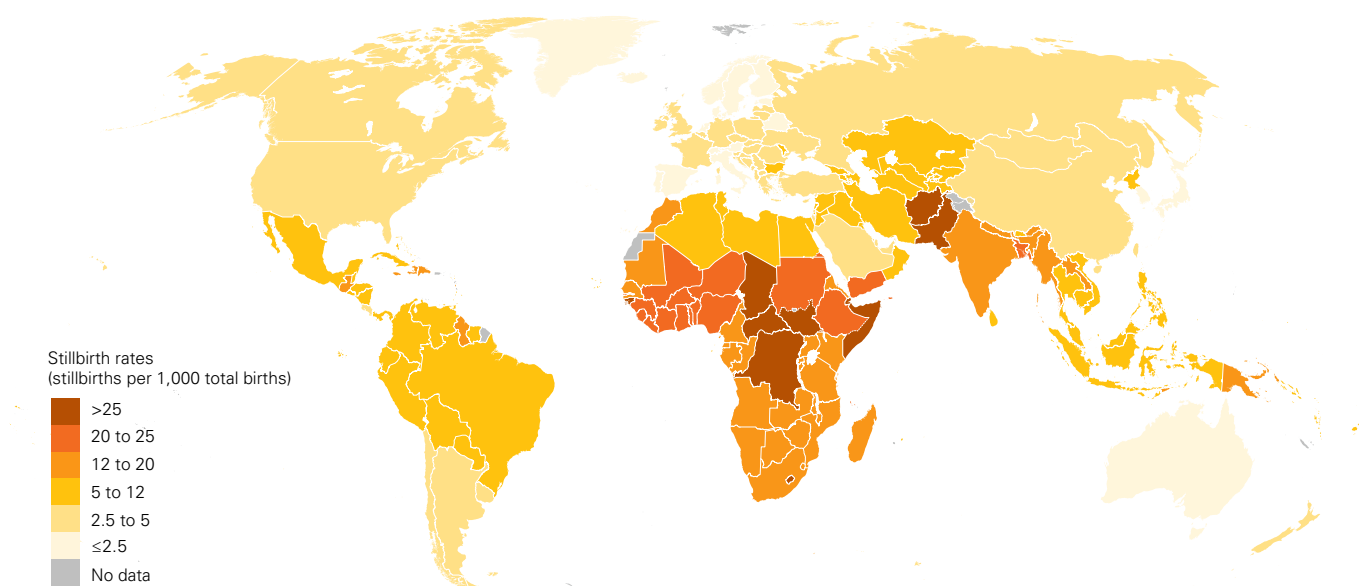 Stillbirth rates
(stillbirths per 1,000 total births)
>25
20 to 25
12 to 20
5 to 12
2.5 to 5
≤2.5
No data